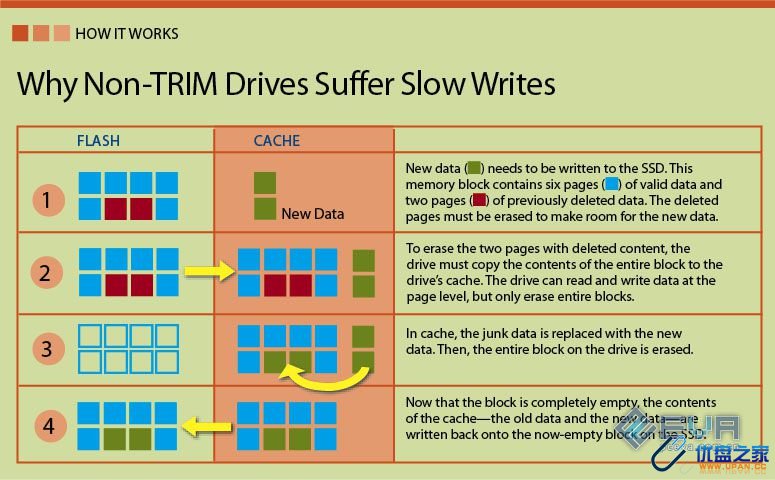 HOW IT WORKS
Why Non-TRIM Drives Suffer Slow Writes
FLASH
CACHE
1
New Data
New data ( ) needs to be written to the SSD. This
memory block contains six pages ( ) of valid data and
two pages ( ) of previously deleted data. The deleted
pages must be erased to make room for the new data.
2
To erase the two pages with deleted content, the
drive must copy the contents of the entire block to the
drive's cache. The drive can read and write data at the
page level, but only erase entire blocks.
3
In cache, the junk data is replaced with the new
data. Then, the entire block on the drive is erased.
4
Now that the block is completely empty, the contents
of the cache—the old data and the new data—are
written back onto the now-empty block on the SSD.
优盘之家
WWW.UPAN.CC